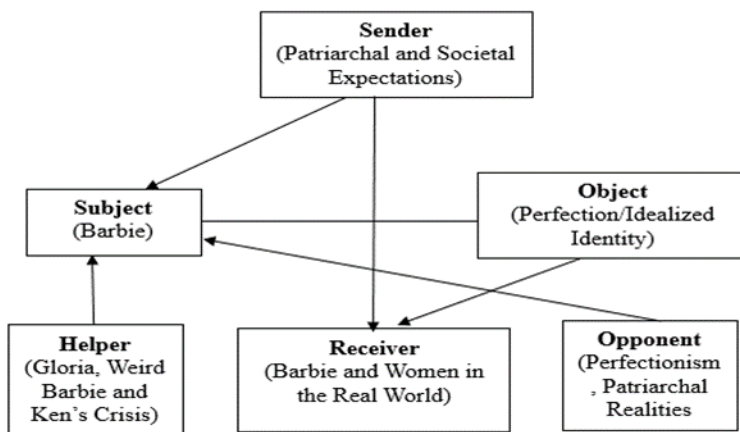 Sender
(Patriarchal and Societal
Expectations)
Subject
(Barbie)
Object
(Perfection/Idealized
Identity)
Helper
(Gloria, Weird
Barbie and
Ken's Crisis)
Receiver
(Barbie and Women in
the Real World)
Opponent
(Perfectionism
, Patriarchal
Realities